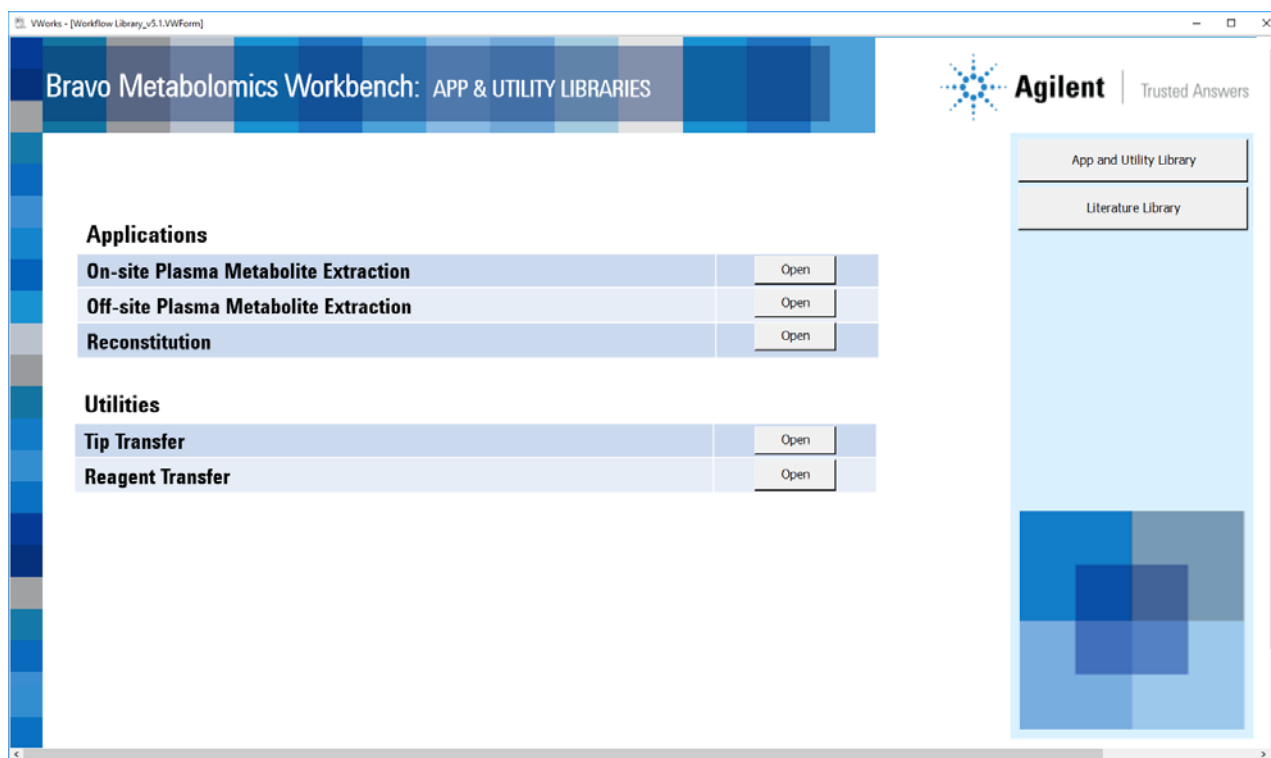 VWorks - [Workflow Library_v5.1.VWForm]
Bravo Metabolomics Workbench: APP & UTILITY LIBRARIES
Agilent | Trusted Answers
App and Utility Library
Literature Library
Applications
On-site Plasma Metabolite Extraction Open
Off-site Plasma Metabolite Extraction Open
Reconstitution Open
Utilities
Tip Transfer Open
Reagent Transfer Open